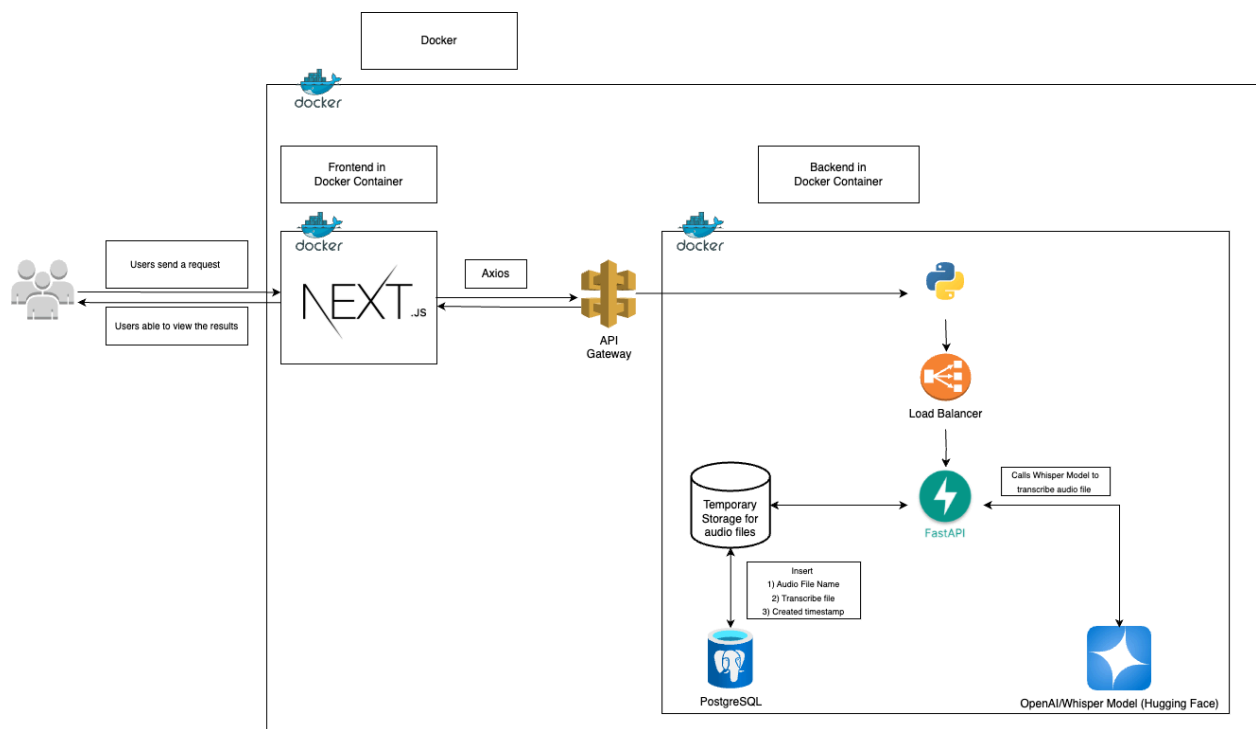 Docker
docker
Frontend in
Docker Container
Backend in
Docker Container
docker
docker
Users send a request
Users able to view the results
NEXT.JS
Axios
API
Gateway
Load Balancer
Calls Whisper Model to
transcribe audio file
Temporary
Storage for
audio files
FastAPI
Insert
1) Audio File Name
2) Transcribe file
3) Created timestamp
PostgreSQL
OpenAI/Whisper Model (Hugging Face)